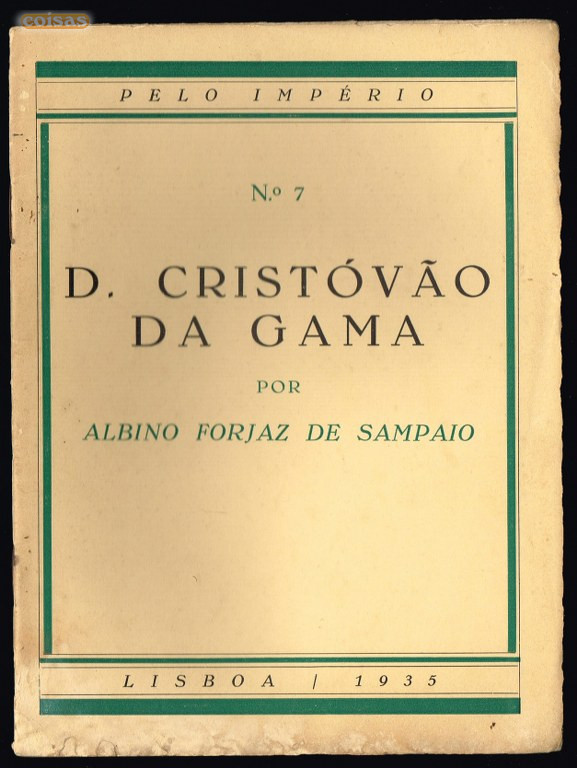 coisas
PELO IMPÉRIO
N.º 7
D. CRISTÓVÃO
DA GAMA
POR
ALBINO FORJAZ DE SAMPAIO
LISBOA / 1935